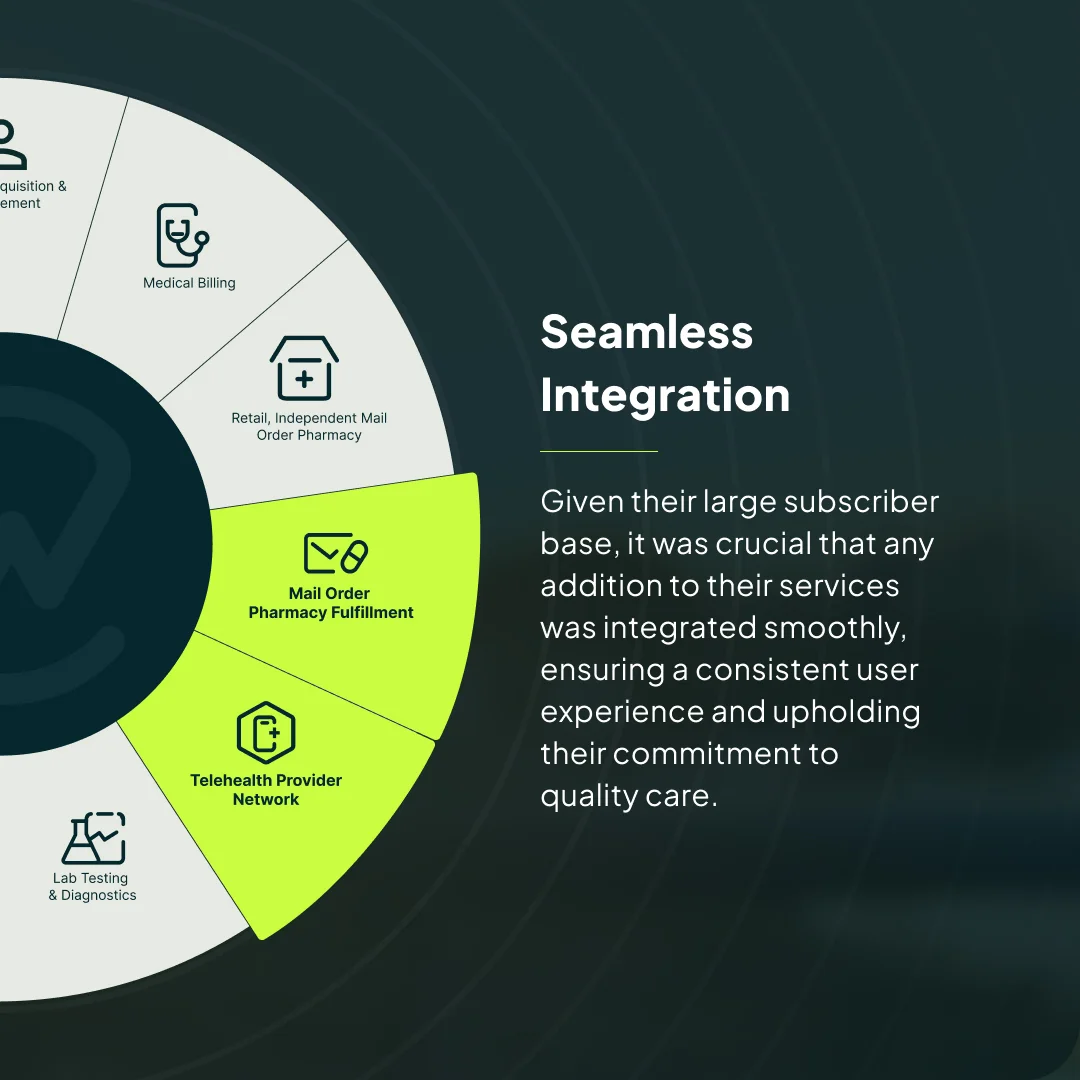 quisition &
ement
Medical Billing
Retail, Independent Mail
Order Pharmacy
Mail Order
Pharmacy Fulfillment
Telehealth Provider
Network
Lab Testing
& Diagnostics
Seamless
Integration
Given their large subscriber
base, it was crucial that any
addition to their services
was integrated smoothly,
ensuring a consistent user
experience and upholding
their commitment to
quality care.